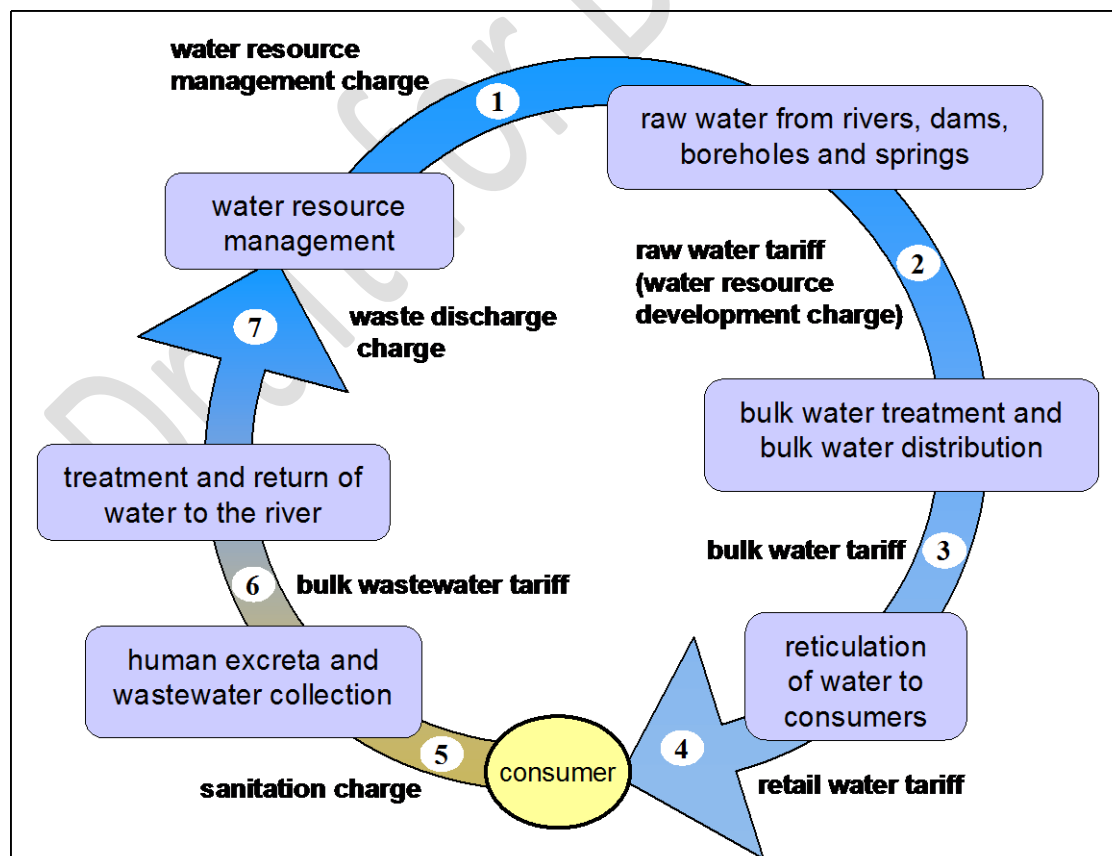 water resource
management charge
1
raw water from rivers, dams,
boreholes and springs
water resource
management
raw water tariff
(water resource
development charge)
2
7
waste discharge
charge
bulk water treatment and
bulk water distribution
treatment and return of
water to the river
bulk water tariff
3
6
bulk wastewater tariff
human excreta and
wastewater collection
reticulation
of water to
consumers
4
retail water tariff
consumer
5
sanitation charge
Draft for